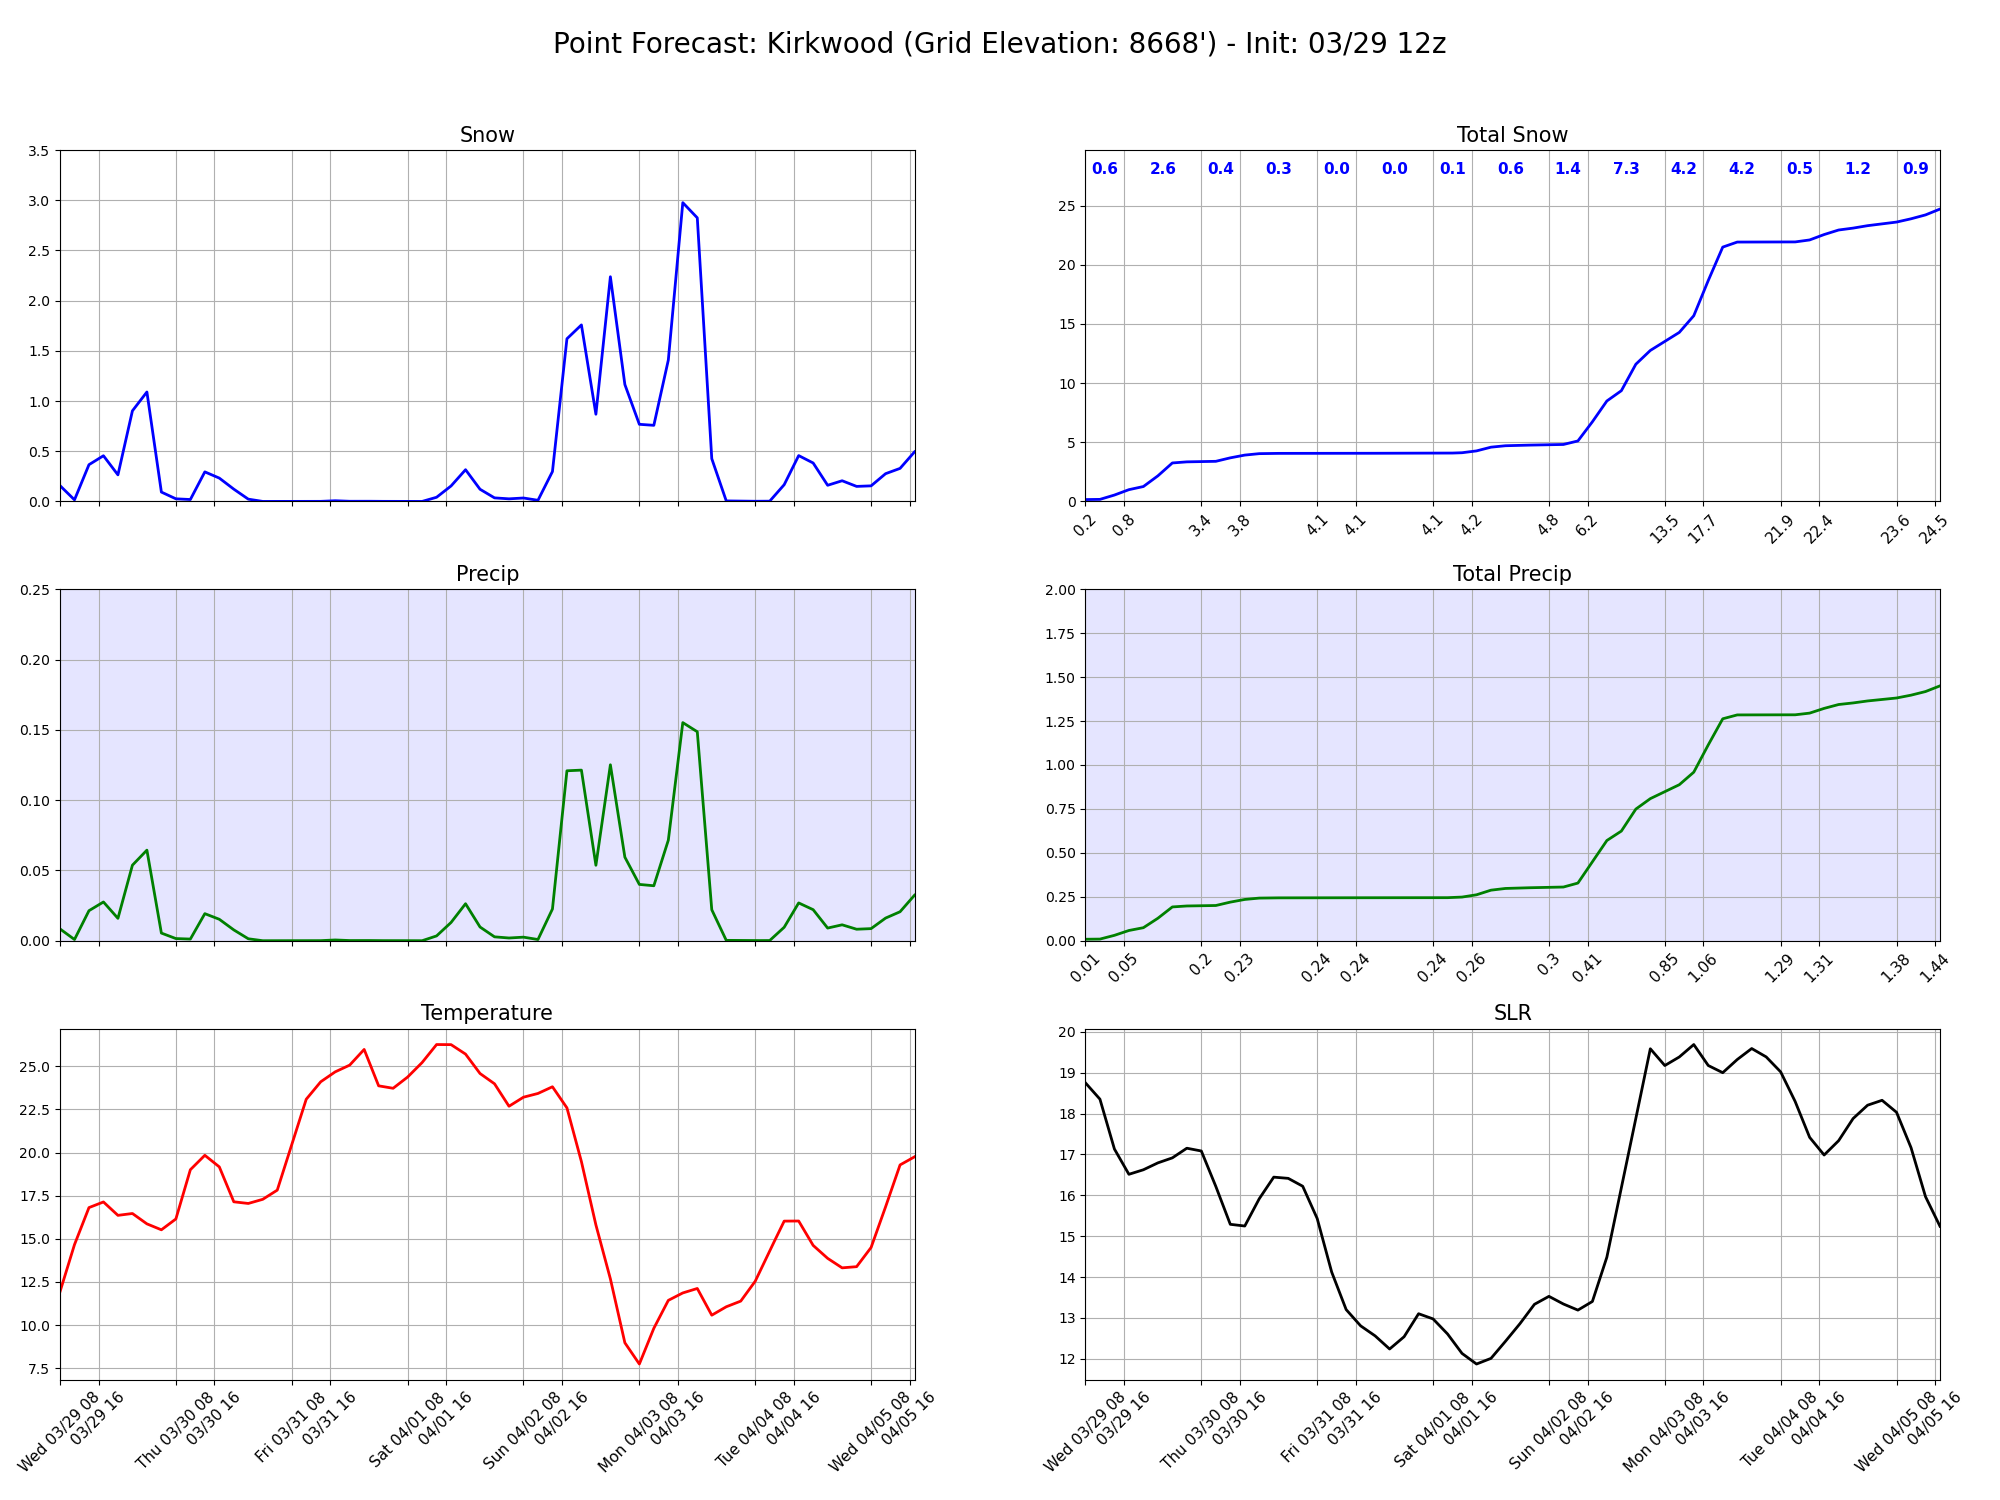 Point Forecast: Kirkwood (Grid Elevation: 8668') - Init: 03/29 12z
Snow
3.5
3.0
2.5
2.0
1.5
1.0
0.5
0.0
Total Snow
0.6 2.6 0.4 0.3 0.0 0.0 0.1 0.6 1.4 7.3 4.2 4.2 0.5 1.2 0.9
25
20
15
10
5
0
0.2 0.8 3.4 3.8 4.1 4.1 4.1 4.2 4.8 6.2 13.5 17.7 21.9 22.4 23.6 24.5
Precip
0.25
0.20
0.15
0.10
0.05
0.00
Total Precip
2.00
1.75
1.50
1.25
1.00
0.75
0.50
0.25
0.00
0.01 0.05 0.2 0.23 0.24 0.24 0.24 0.26 0.3 0.41 0.85 1.06 1.29 1.31 1.38 1.44
Temperature
25.0
22.5
20.0
17.5
15.0
12.5
10.0
7.5
Wed 03/29 08
03/29 16
Thu 03/30 08
03/30 16
Fri 03/31 08
03/31 16
Sat 04/01 08
04/01 16
Sun 04/02 08
04/02 16
Mon 04/03 08
04/03 16
Tue 04/04 08
04/04 16
Wed 04/05 08
04/05 16
SLR
20
19
18
17
16
15
14
13
12
Wed 03/29 08
03/29 16
Thu 03/30 08
03/30 16
Fri 03/31 08
03/31 16
Sat 04/01 08
04/01 16
Sun 04/02 08
04/02 16
Mon 04/03 08
04/03 16
Tue 04/04 08
04/04 16
Wed 04/05 08
04/05 16